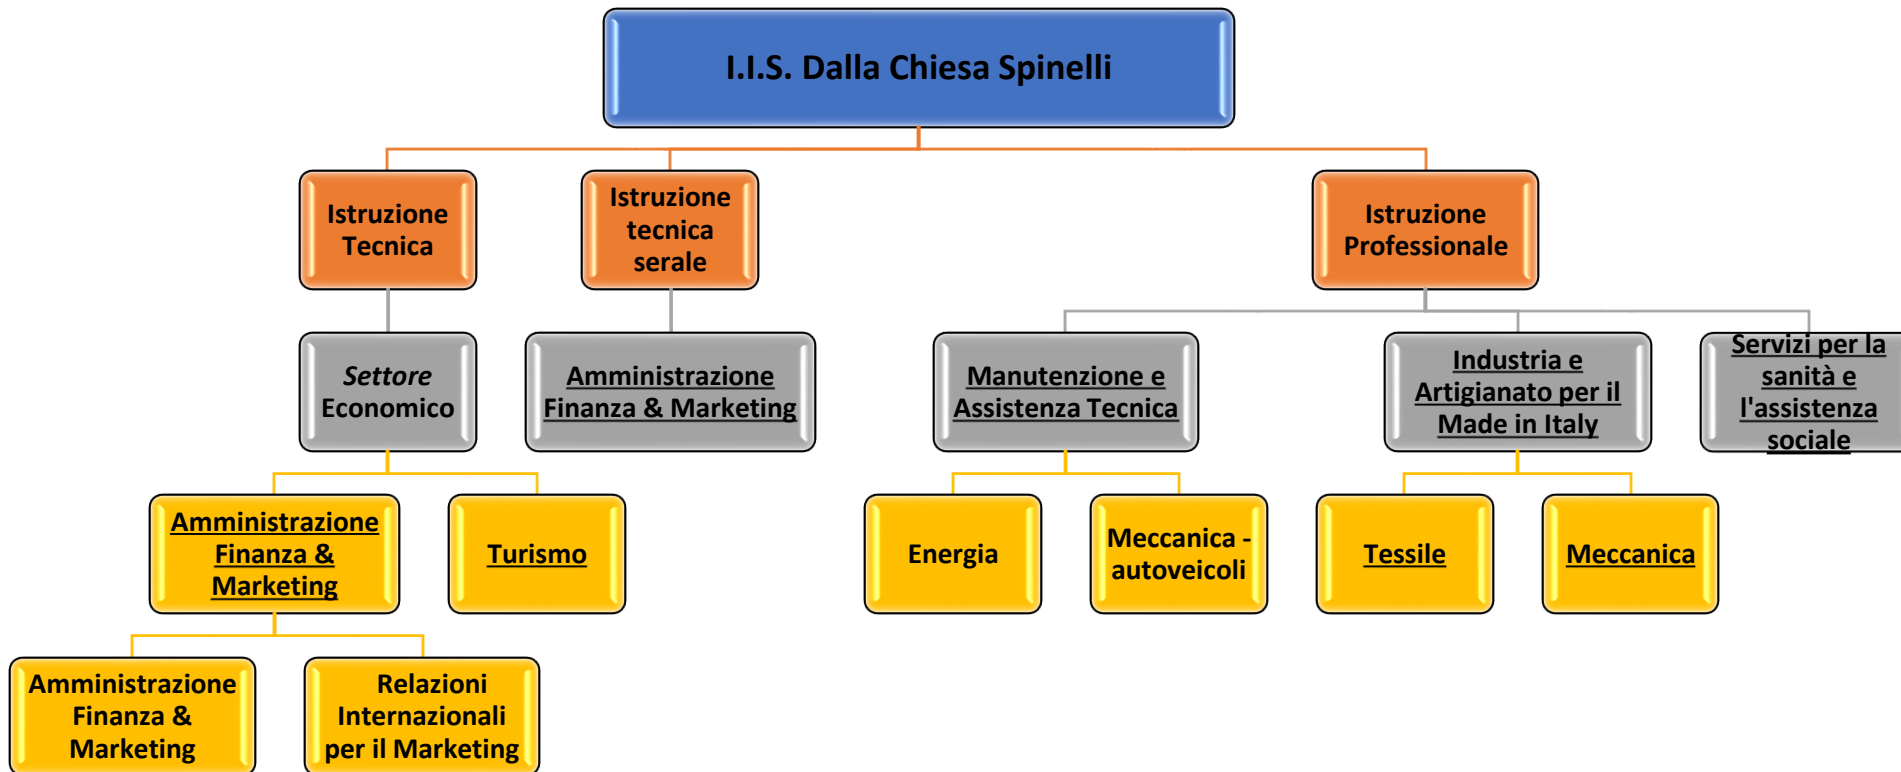 I.I.S. Dalla Chiesa Spinelli
Istruzione
Tecnica
Istruzione
tecnica
serale
Istruzione
Professionale
Settore
Economico
Amministrazione
Finanza & Marketing
Manutenzione e
Assistenza Tecnica
Industria e
Artigianato per il
Made in Italy
Servizi per la
sanità e
l'assistenza
sociale
Amministrazione
Finanza &
Marketing
Turismo
Energia
Meccanica -
autoveicoli
Tessile
Meccanica
Amministrazione
Finanza &
Marketing
Relazioni
Internazionali
per il Marketing